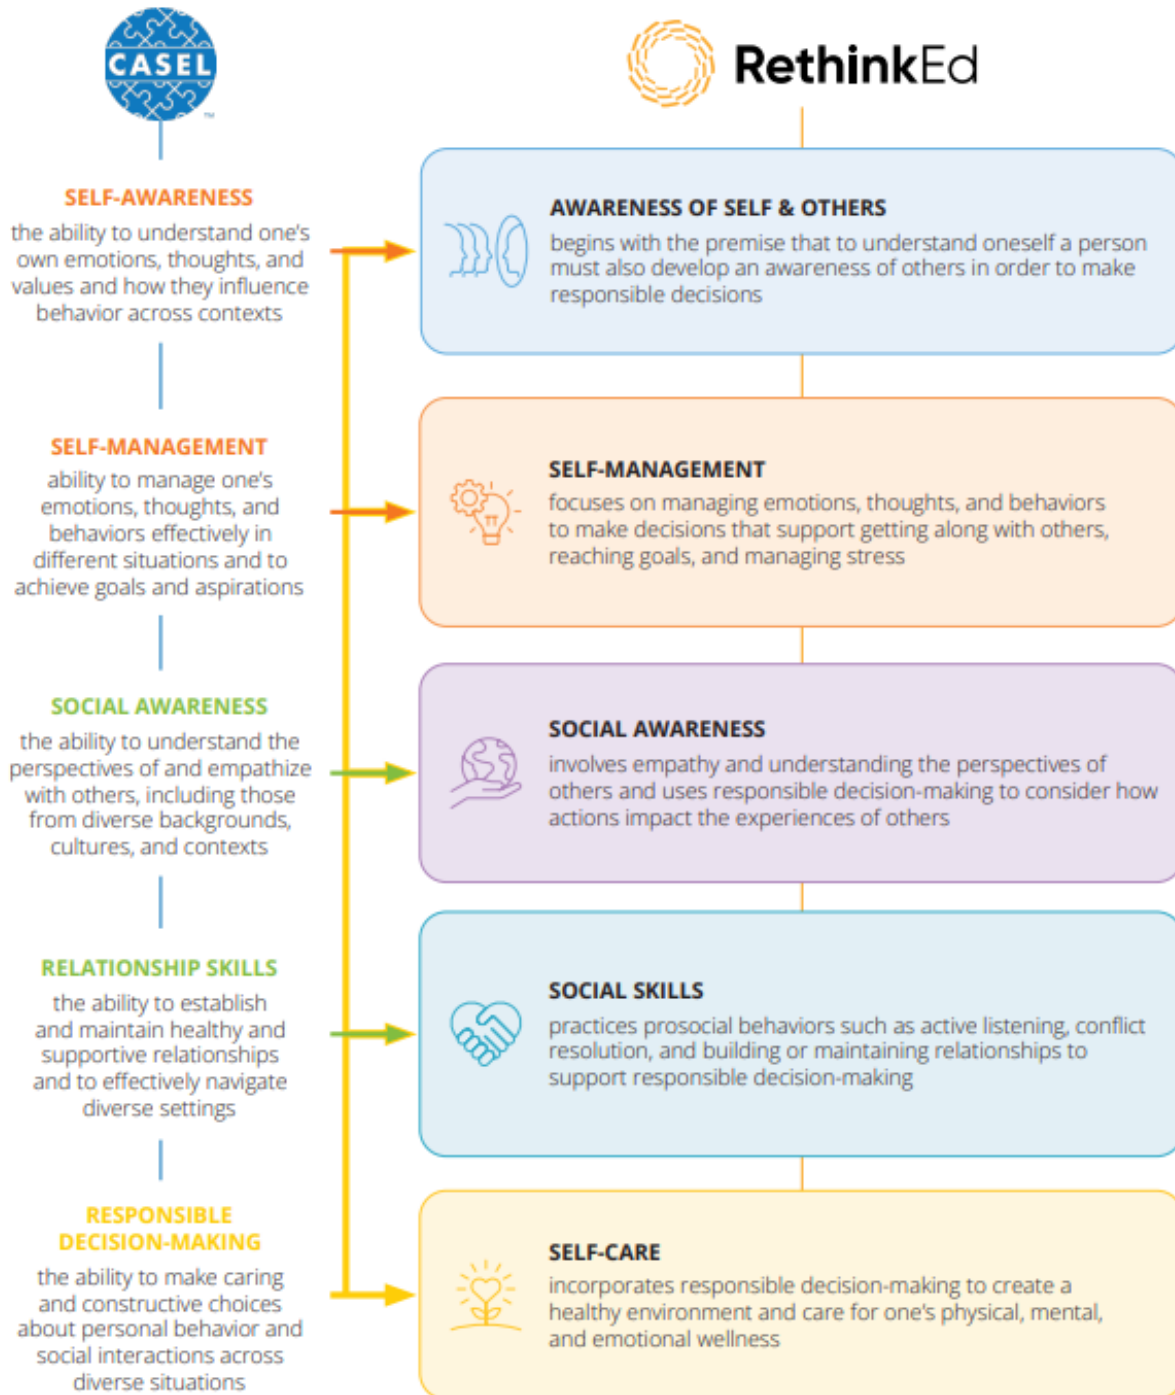 CASEL
™
RethinkEd
SELF-AWARENESS
the ability to understand one's
own emotions, thoughts, and
values and how they influence
behavior across contexts
AWARENESS OF SELF & OTHERS
begins with the premise that to understand oneself a person
must also develop an awareness of others in order to make
responsible decisions
SELF-MANAGEMENT
ability to manage one's
emotions, thoughts, and
behaviors effectively in
different situations and to
achieve goals and aspirations
SELF-MANAGEMENT
focuses on managing emotions, thoughts, and behaviors
to make decisions that support getting along with others,
reaching goals, and managing stress
SOCIAL AWARENESS
the ability to understand the
perspectives of and empathize
with others, including those
from diverse backgrounds,
cultures, and contexts
SOCIAL AWARENESS
involves empathy and understanding the perspectives of
others and uses responsible decision-making to consider how
actions impact the experiences of others
RELATIONSHIP SKILLS
the ability to establish
and maintain healthy and
supportive relationships
and to effectively navigate
diverse settings
SOCIAL SKILLS
practices prosocial behaviors such as active listening, conflict
resolution, and building or maintaining relationships to
support responsible decision-making
RESPONSIBLE
DECISION-MAKING
the ability to make caring
and constructive choices
about personal behavior and
social interactions across
diverse situations
SELF-CARE
incorporates responsible decision-making to create a
healthy environment and care for one's physical, mental,
and emotional wellness